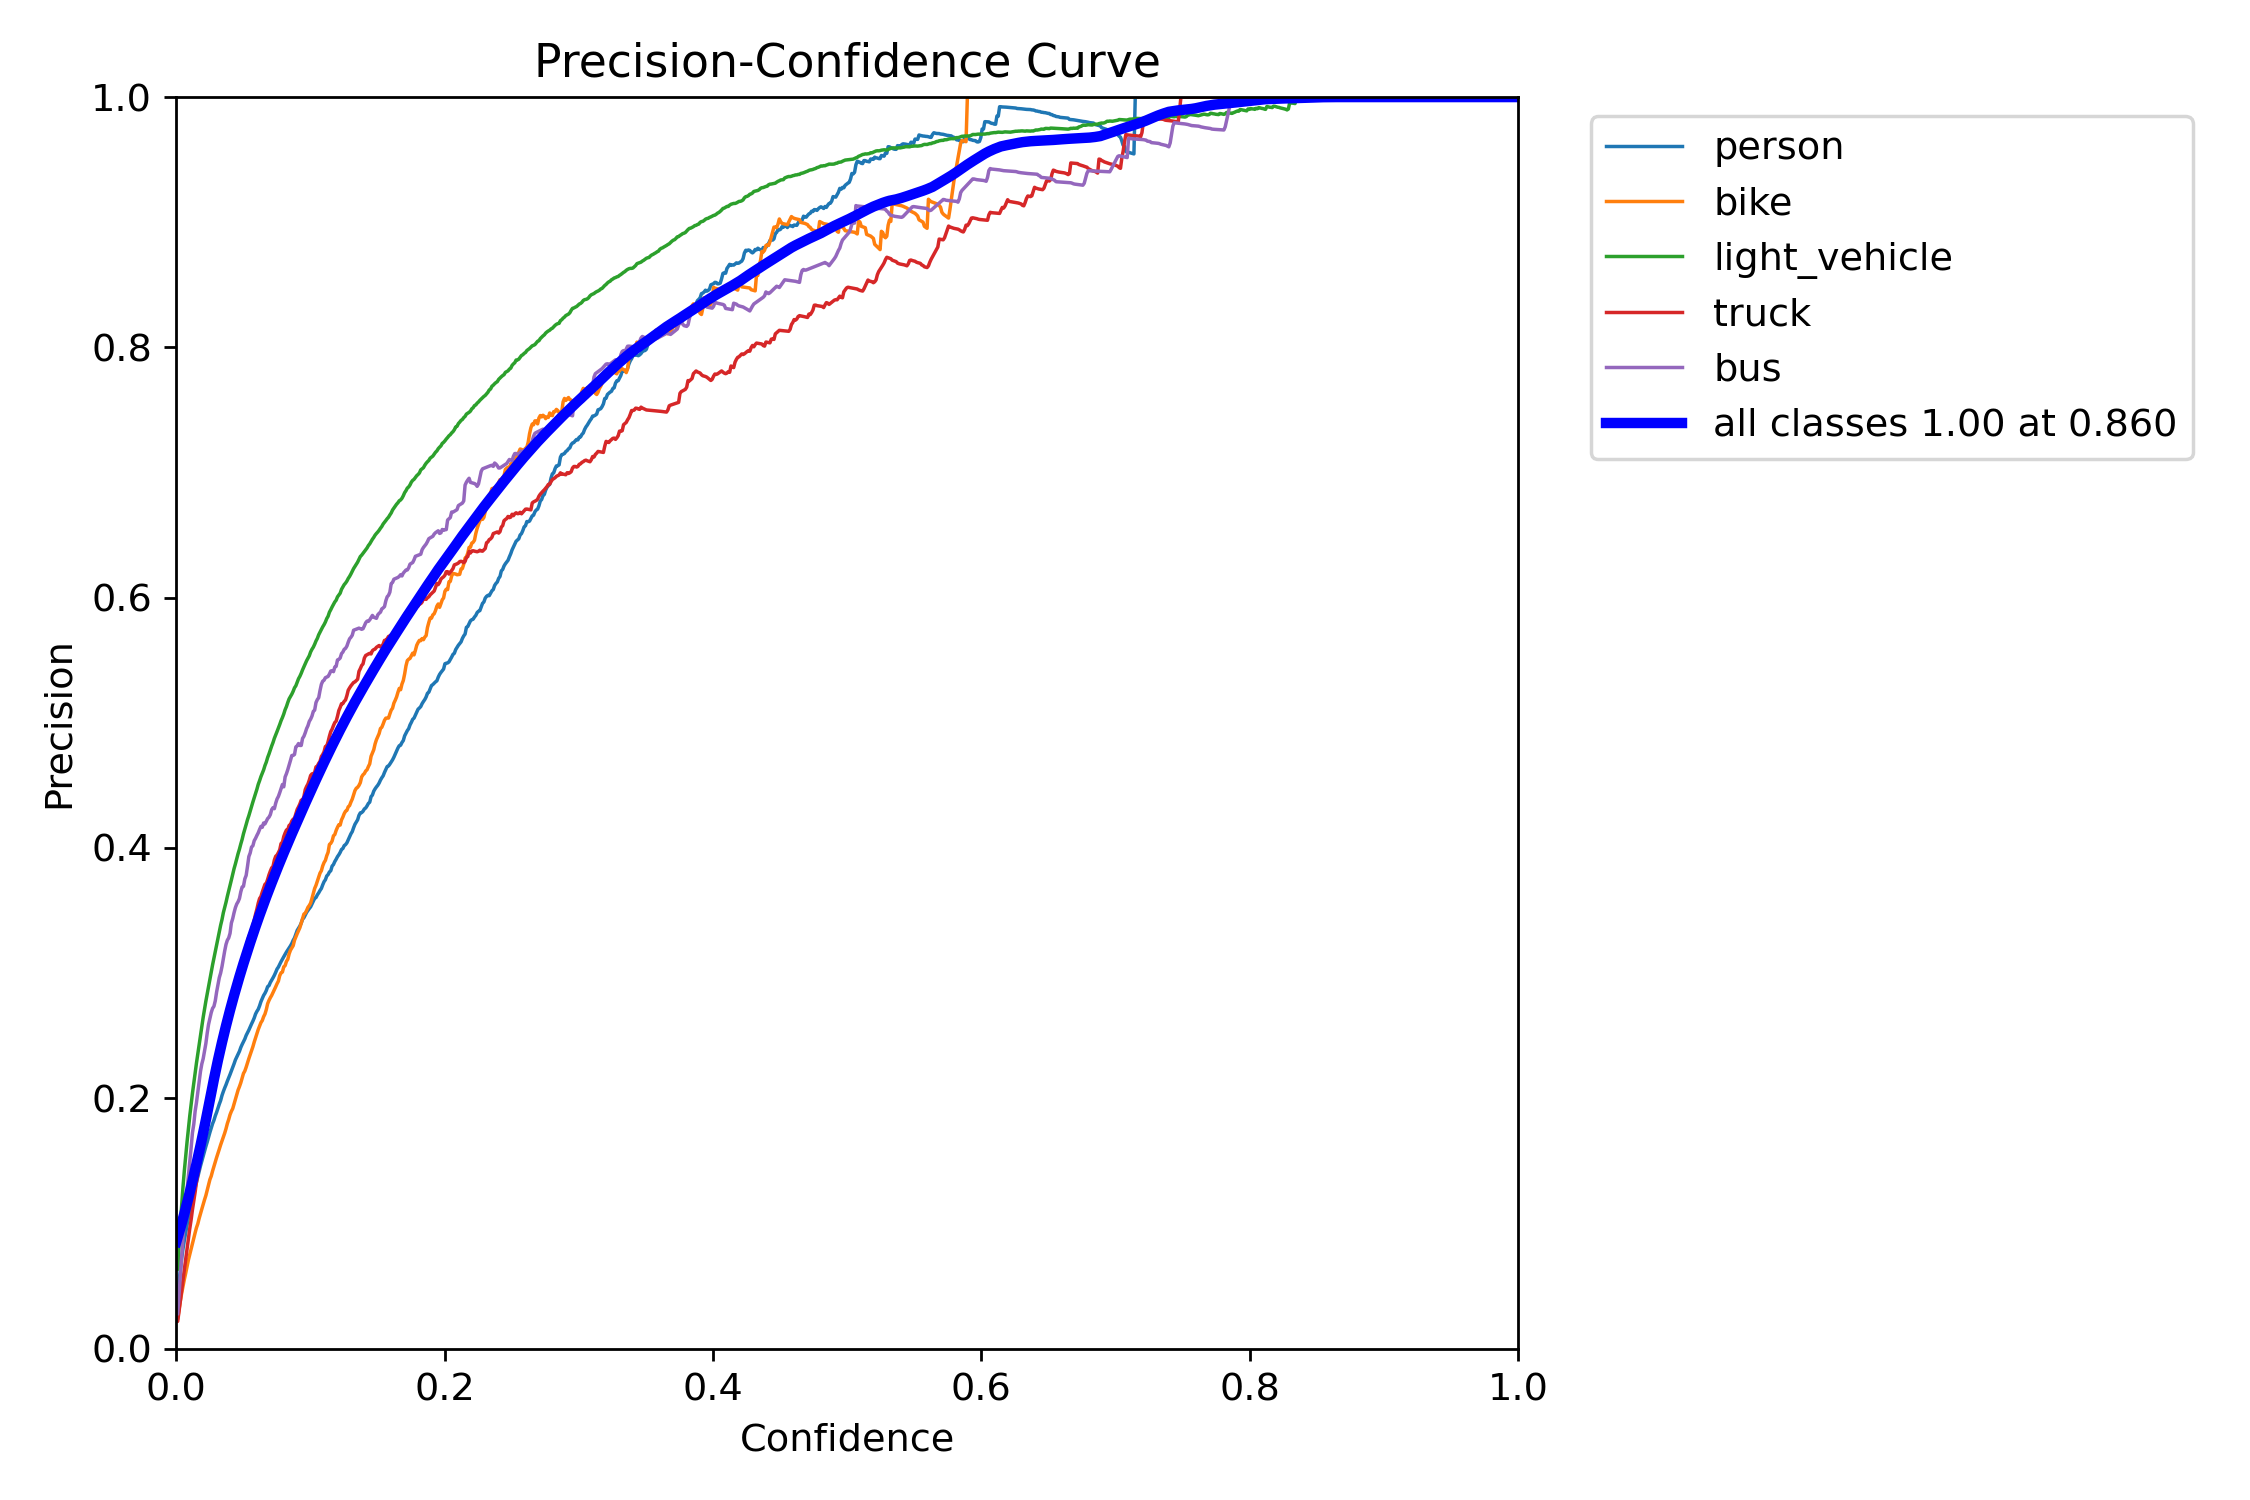 Precision-Confidence Curve
1.0
0.8
0.6
0.4
0.2
0.0
Precision
0.0 0.2 0.4 0.6 0.8 1.0
Confidence
person
bike
light_vehicle
truck
bus
all classes 1.00 at 0.860